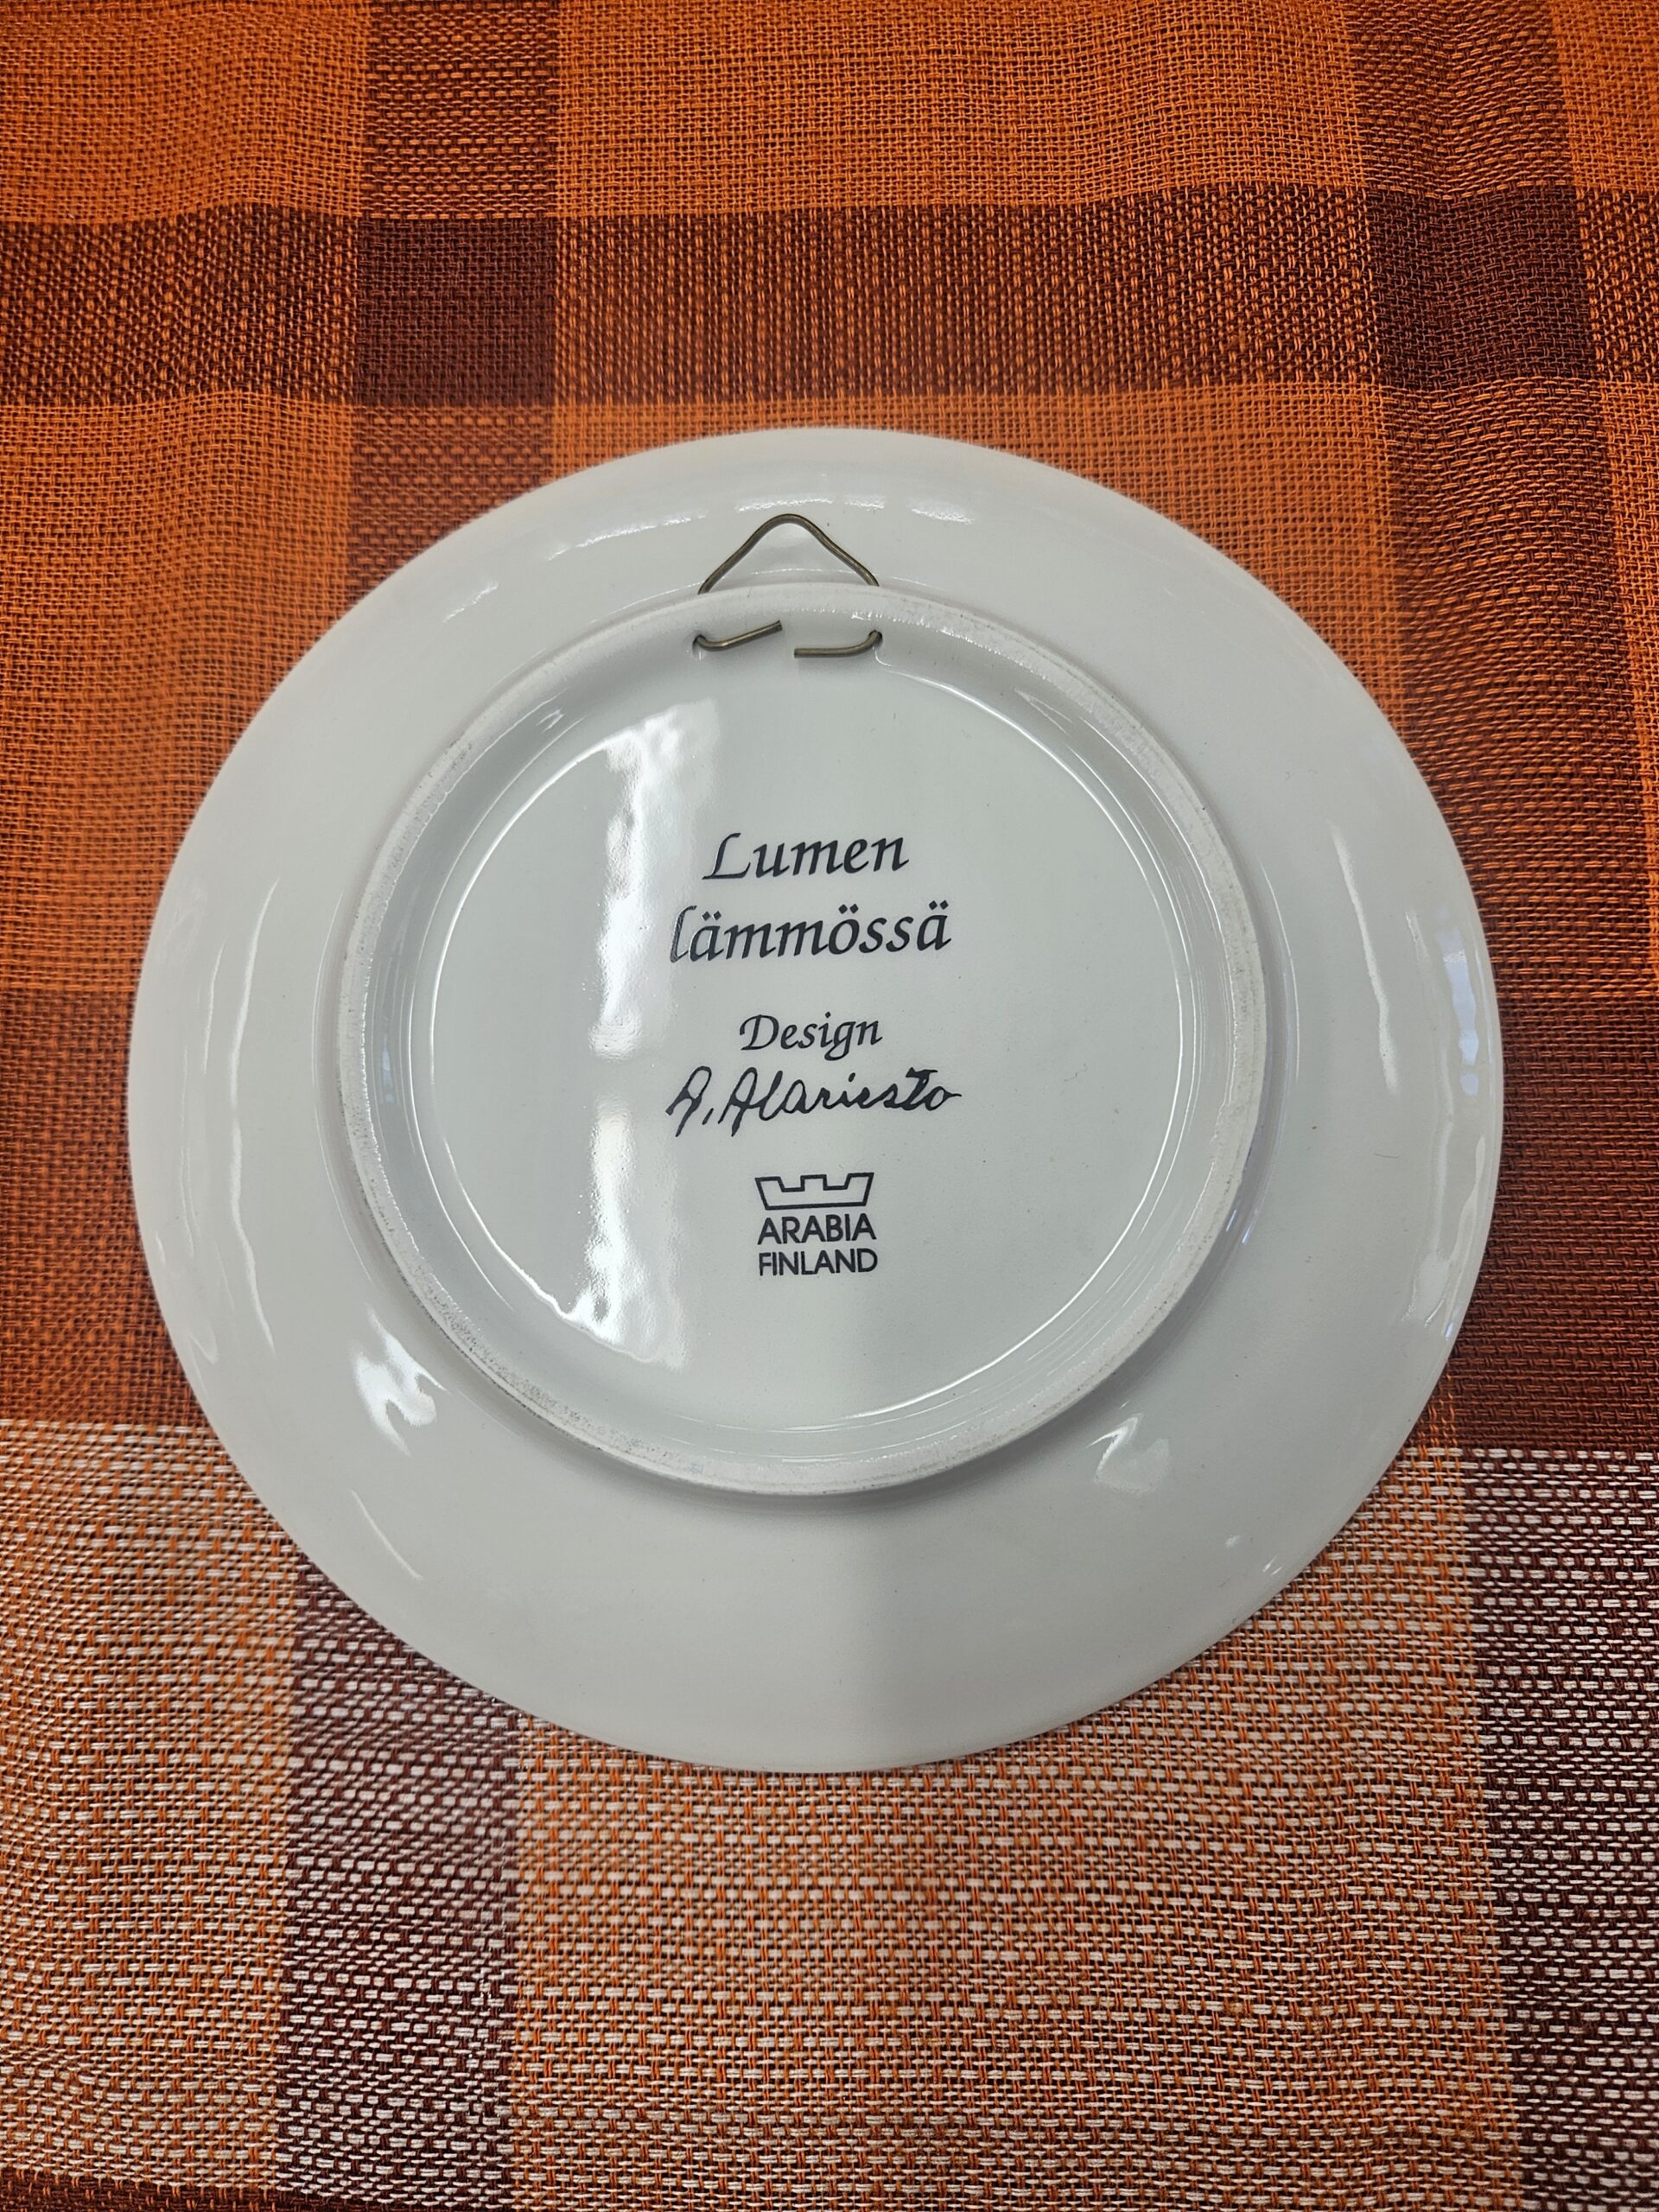 Lumen
lämmössä
Design
A. Alariesto
ARABIA
FINLAND